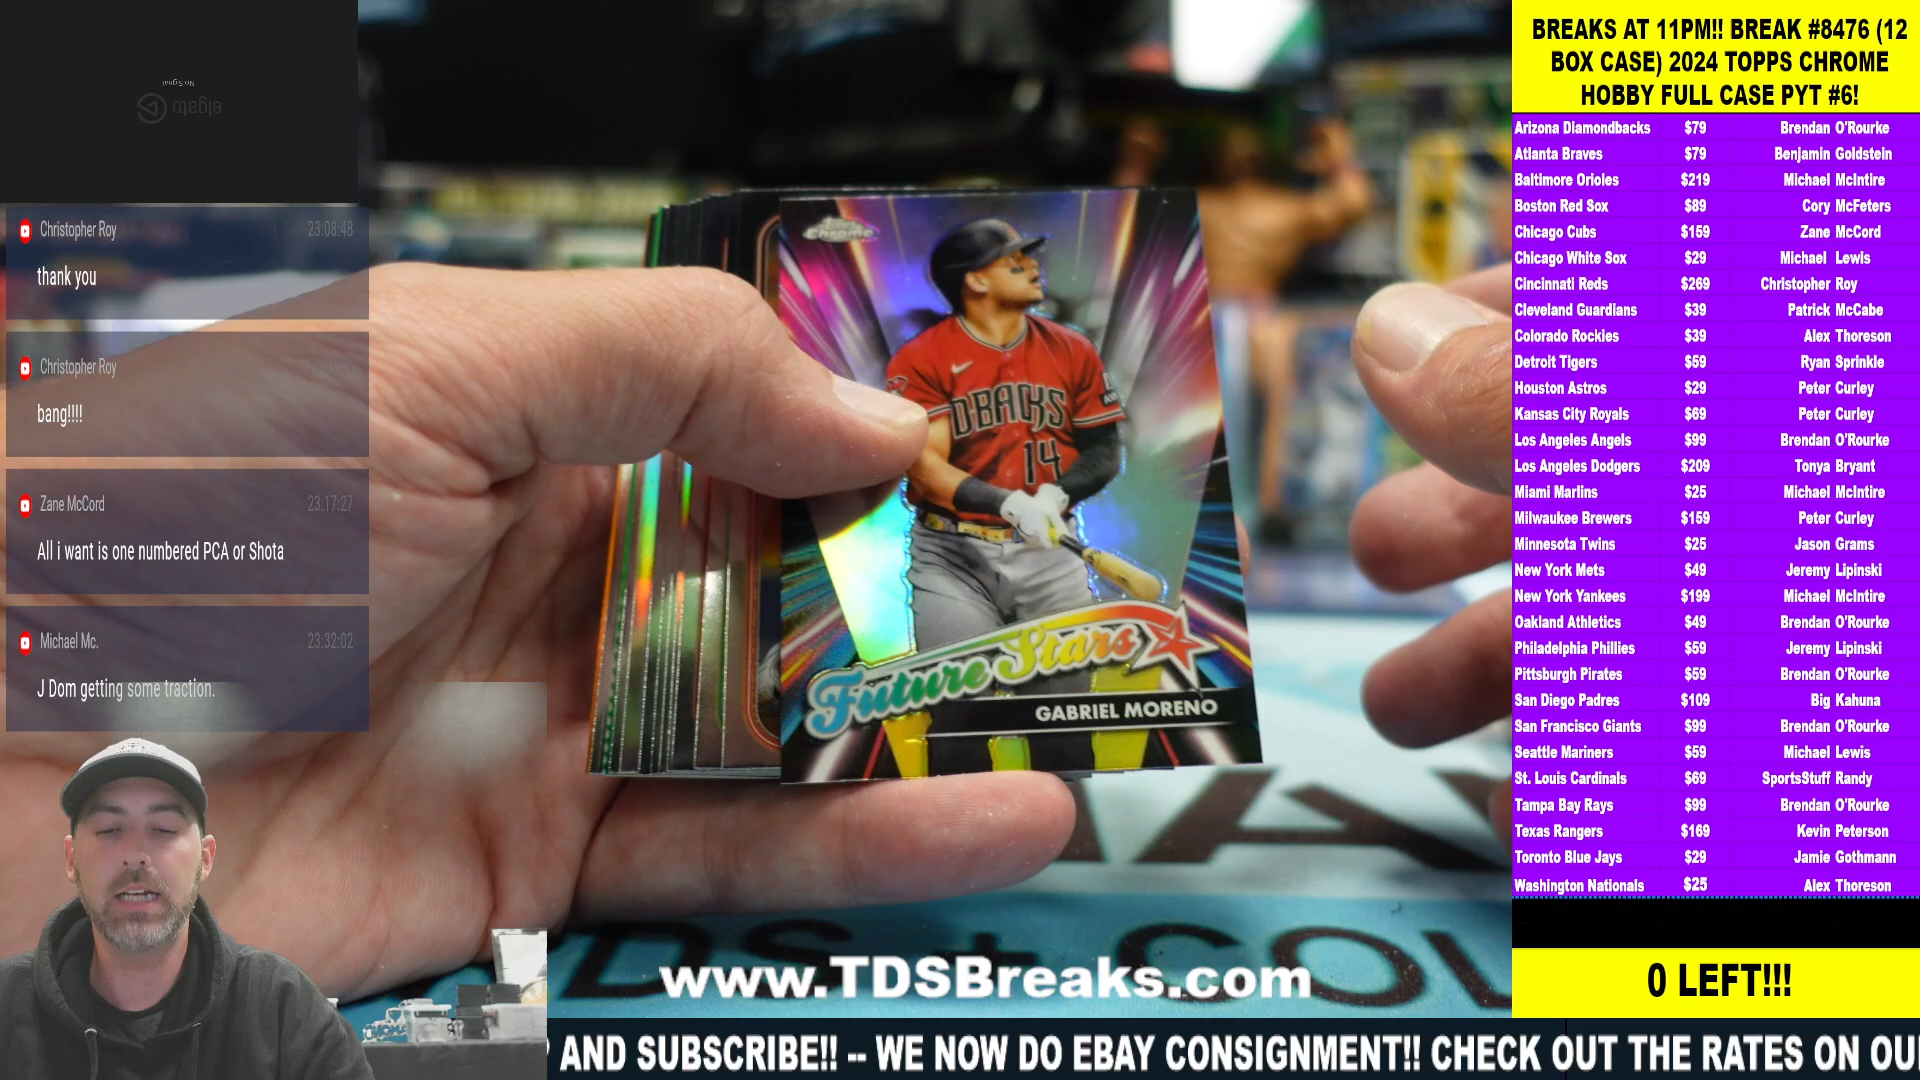 No Signal
elgato
Christopher Roy 23:08:48
thank you
Christopher Roy
bang!!!!
Zane McCord 23:17:27
All i want is one numbered PCA or Shota
Michael Mc. 23:32:02
J Dom getting some traction.
Topps Chrome
DBACKS
14
Future Stars
GABRIEL MORENO
www.TDSBreaks.com
AND SUBSCRIBE!! -- WE NOW DO EBAY CONSIGNMENT!! CHECK OUT THE RATES ON OU
BREAKS AT 11PM!! BREAK #8476 (12
BOX CASE) 2024 TOPPS CHROME
HOBBY FULL CASE PYT #6!
Arizona Diamondbacks $79 Brendan O'Rourke
Atlanta Braves $79 Benjamin Goldstein
Baltimore Orioles $219 Michael McIntire
Boston Red Sox $89 Cory McFeters
Chicago Cubs $159 Zane McCord
Chicago White Sox $29 Michael Lewis
Cincinnati Reds $269 Christopher Roy
Cleveland Guardians $39 Patrick McCabe
Colorado Rockies $39 Alex Thoreson
Detroit Tigers $59 Ryan Sprinkle
Houston Astros $29 Peter Curley
Kansas City Royals $69 Peter Curley
Los Angeles Angels $99 Brendan O'Rourke
Los Angeles Dodgers $209 Tonya Bryant
Miami Marlins $25 Michael McIntire
Milwaukee Brewers $159 Peter Curley
Minnesota Twins $25 Jason Grams
New York Mets $49 Jeremy Lipinski
New York Yankees $199 Michael McIntire
Oakland Athletics $49 Brendan O'Rourke
Philadelphia Phillies $59 Jeremy Lipinski
Pittsburgh Pirates $59 Brendan O'Rourke
San Diego Padres $109 Big Kahuna
San Francisco Giants $99 Brendan O'Rourke
Seattle Mariners $59 Michael Lewis
St. Louis Cardinals $69 SportsStuff Randy
Tampa Bay Rays $99 Brendan O'Rourke
Texas Rangers $169 Kevin Peterson
Toronto Blue Jays $29 Jamie Gothmann
Washington Nationals $25 Alex Thoreson
0 LEFT!!!